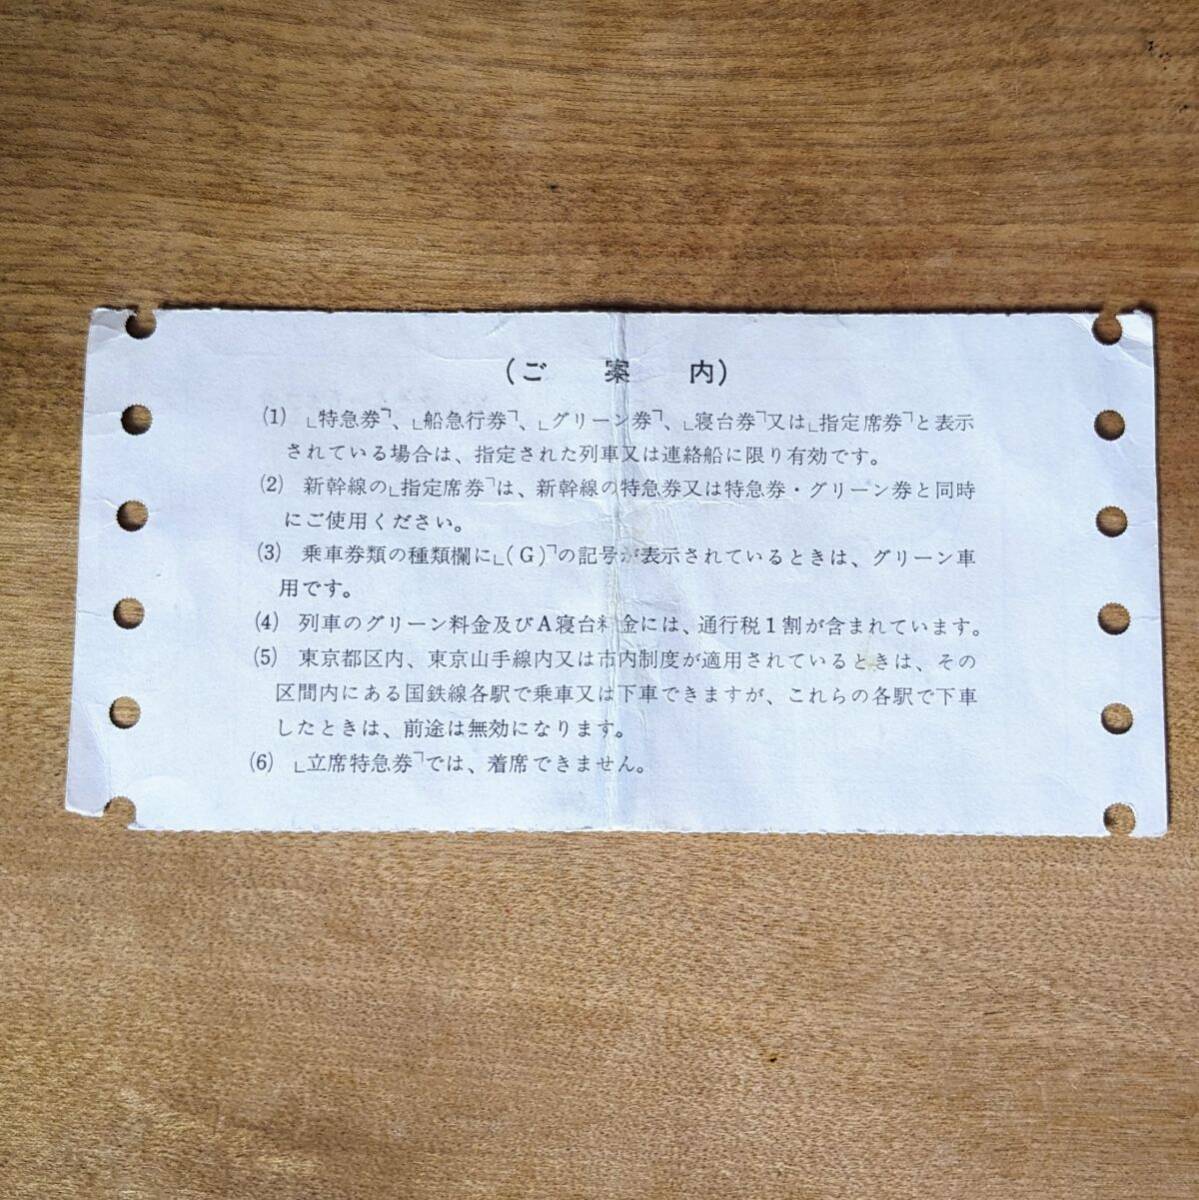 (ご案内)
(1) ｣特急券｢、｣船急行券｢、｣グリーン券｢、｣寝台券｢又は｣指定席券｢と表示
されている場合は、指定された列車又は連絡船に限り有効です。
(2) 新幹線の｣指定席券｢は、新幹線の特急券又は特急券・グリーン券と同時
にご使用ください。
(3) 乗車券類の種類欄に｣(G)｢の記号が表示されているときは、グリーン車
用です。
(4) 列車のグリーン料金及びA寝台料金には、通行税1割が含まれています。
(5) 東京都区内、東京山手線内又は市内制度が適用されているときは、その
区間内にある国鉄線各駅で乗車又は下車できますが、これらの各駅で下車
したときは、前途は無効になります。
(6) ｣立席特急券｢では、着席できません。